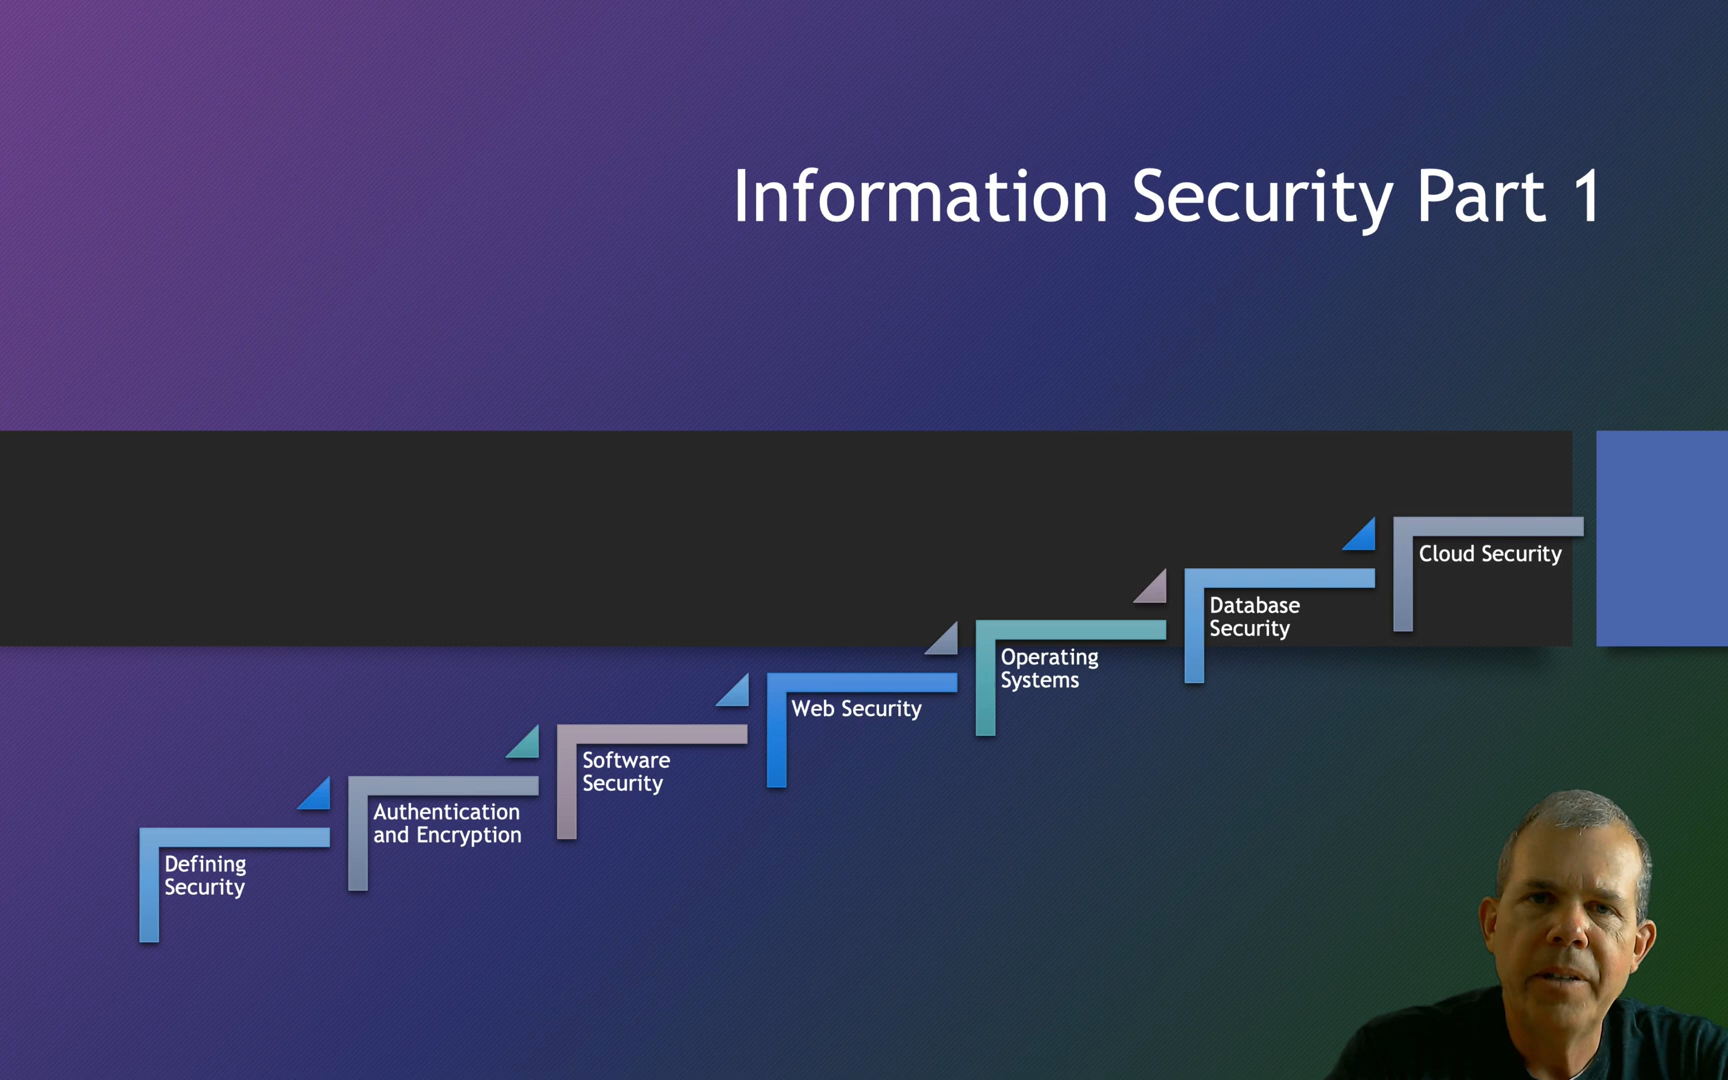 Information Security Part 1
Defining
Security
Authentication
and Encryption
Software
Security
Web Security
Operating
Systems
Database
Security
Cloud Security